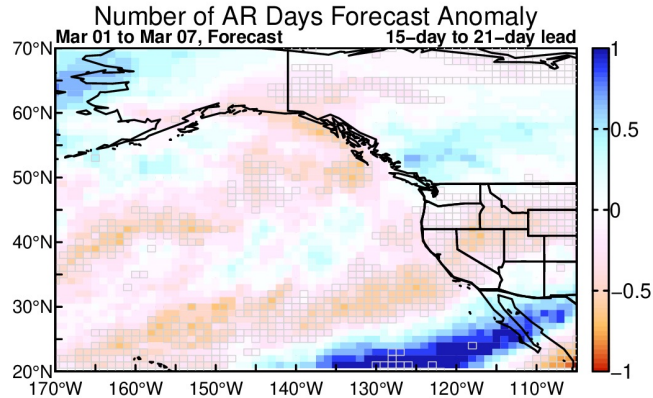 Number of AR Days Forecast Anomaly
Mar 01 to Mar 07, Forecast 15-day to 21-day lead
70°N
60°N
50°N
40°N
30°N
20°N
170°W 160°W 150°W 140°W 130°W 120°W 110°W
1
0.5
0
−0.5
−1